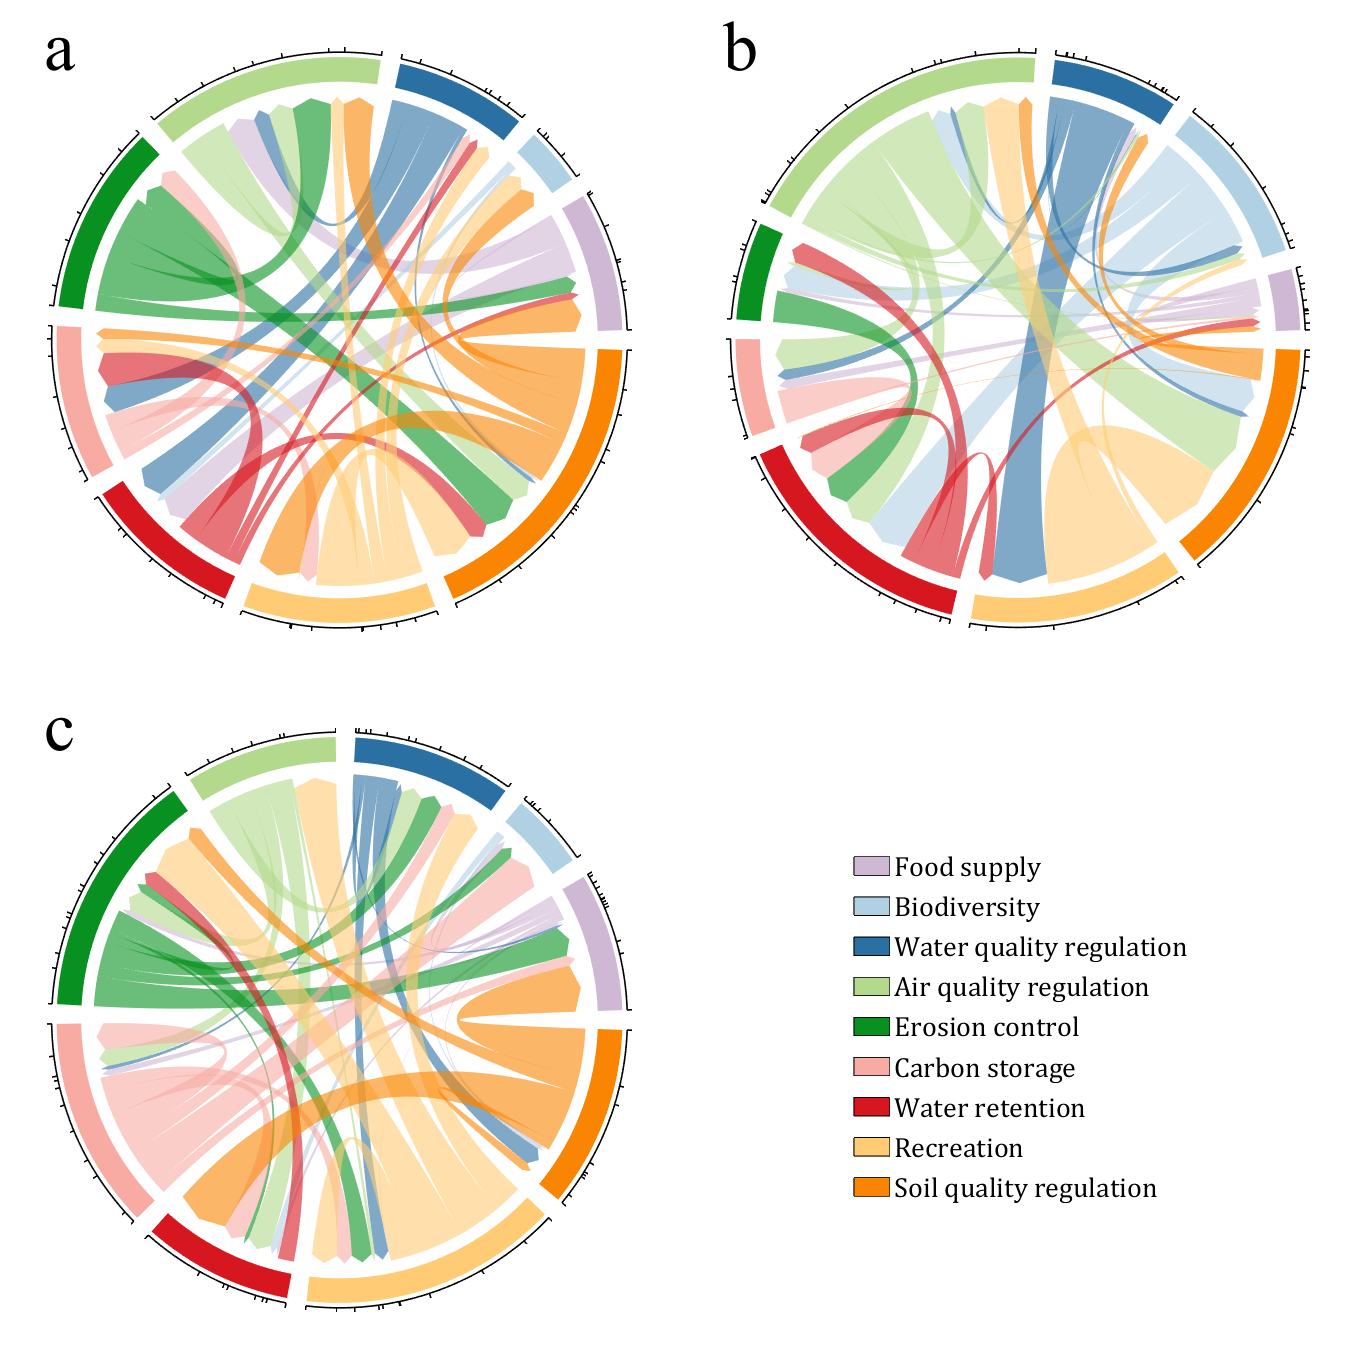 a
b
c
Food supply
Biodiversity
Water quality regulation
Air quality regulation
Erosion control
Carbon storage
Water retention
Recreation
Soil quality regulation